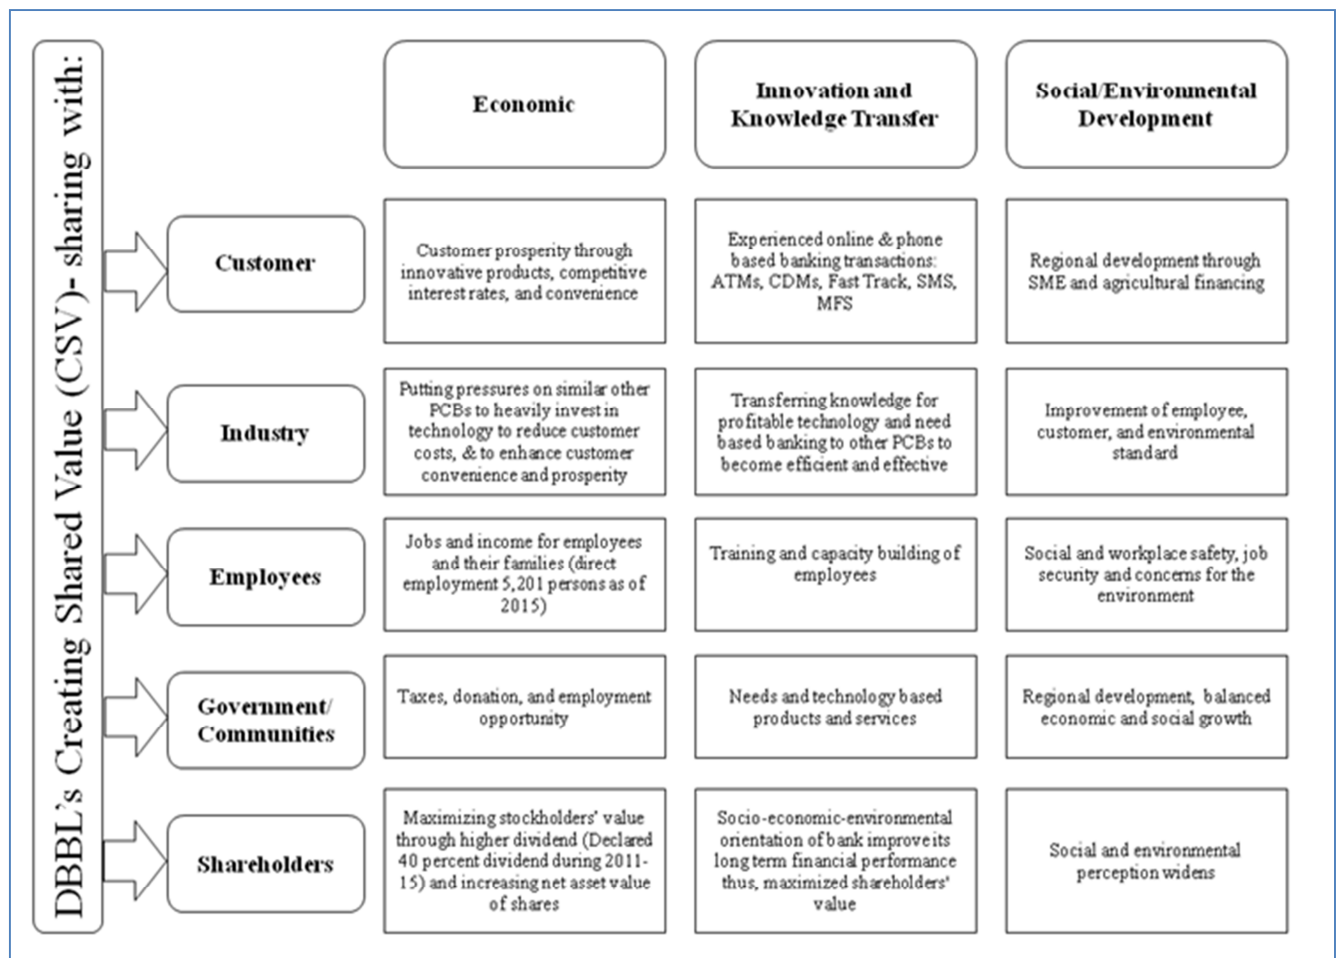 DBBL's Creating Shared Value (CSV)- sharing with:
Economic
Innovation and
Knowledge Transfer
Social/Environmental
Development
Customer
Customer prosperity through
innovative products, competitive
interest rates, and convenience
Experienced online & phone
based banking transactions:
ATMs, CDMs, Fast Track, SMS,
MFS
Regional development through
SME and agricultural financing
Industry
Putting pressures on similar other
PCBs to heavily invest in
technology to reduce customer
costs, & to enhance customer
convenience and prosperity
Transferring knowledge for
profitable technology and need
based banking to other PCBs to
become efficient and effective
Improvement of employee,
customer, and environmental
standard
Employees
Jobs and income for employees
and their families (direct
employment 5,201 persons as of
2015)
Training and capacity building of
employees
Social and workplace safety, job
security and concerns for the
environment
Government/
Communities
Taxes, donation, and employment
opportunity
Needs and technology based
products and services
Regional development, balanced
economic and social growth
Shareholders
Maximizing stockholders' value
through higher dividend (Declared
40 percent dividend during 2011-
15) and increasing net asset value
of shares
Socio-economic-environmental
orientation of bank improve its
long term financial performance
thus, maximized shareholders'
value
Social and environmental
perception widens